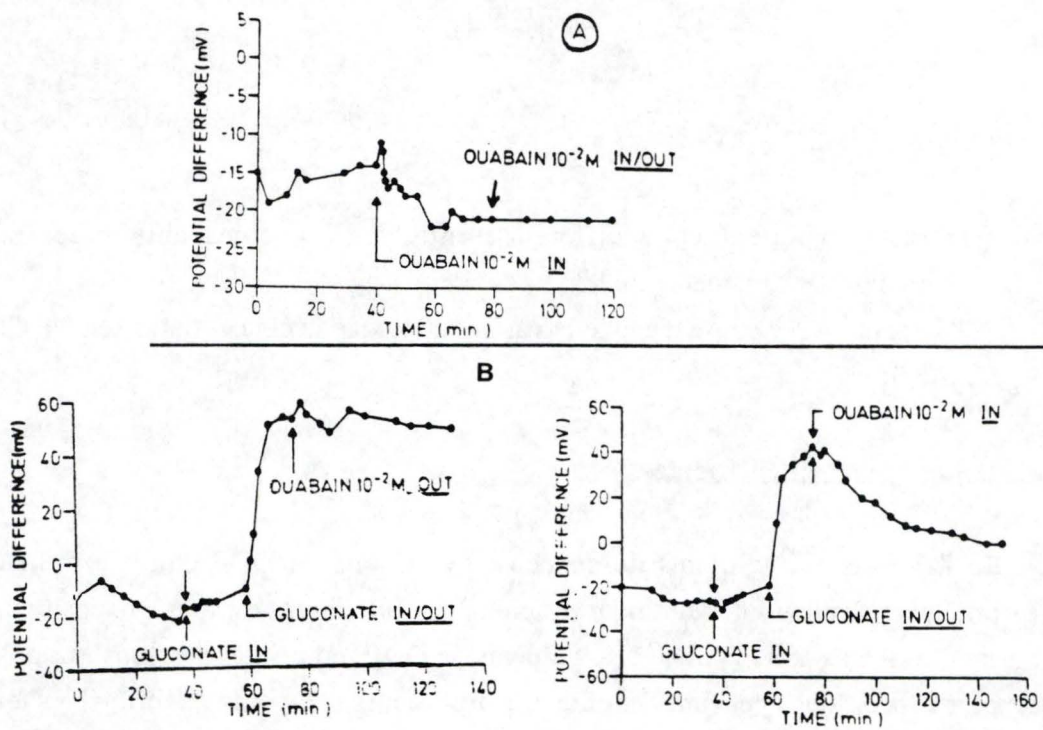 A
POTENTIAL DIFFERENCE (mV)
5
0
-5
-10
-15
-20
-25
-30
OUABAIN 10⁻²M IN/OUT
OUABAIN 10⁻²M IN
0 20 40 60 80 100 120
TIME (min)
B
POTENTIAL DIFFERENCE (mV)
60
40
20
0
-20
-40
OUABAIN 10⁻²M OUT
GLUCONATE IN/OUT
GLUCONATE IN
0 20 40 60 80 100 120 140
TIME (min)
POTENTIAL DIFFERENCE (mV)
60
40
20
0
-20
-40
-60
OUABAIN 10⁻²M IN
GLUCONATE IN/OUT
GLUCONATE IN
0 20 40 60 80 100 120 140 160
TIME (min)